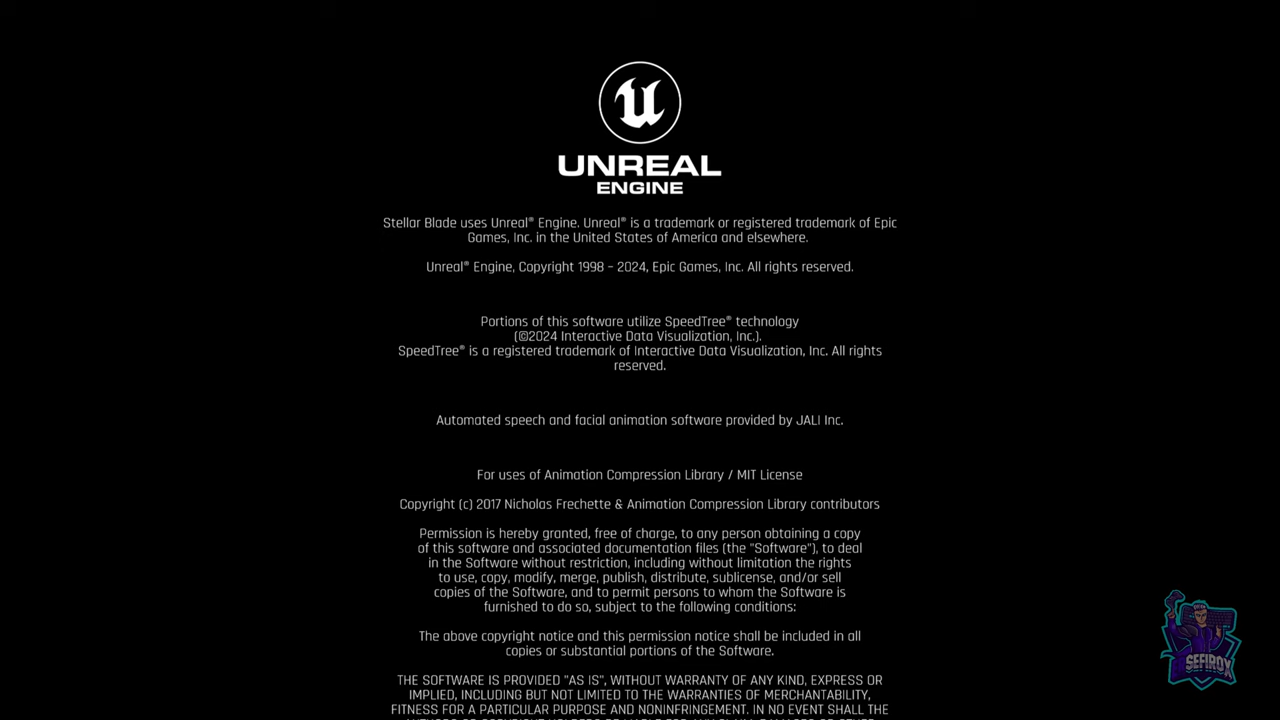 UNREAL
ENGINE
Stellar Blade uses Unreal® Engine. Unreal® is a trademark or registered trademark of Epic
Games, Inc. in the United States of America and elsewhere.
Unreal® Engine, Copyright 1998 – 2024, Epic Games, Inc. All rights reserved.
Portions of this software utilize SpeedTree® technology
(©2024 Interactive Data Visualization, Inc.).
SpeedTree® is a registered trademark of Interactive Data Visualization, Inc. All rights
reserved.
Automated speech and facial animation software provided by JALI Inc.
For uses of Animation Compression Library / MIT License
Copyright (c) 2017 Nicholas Frechette & Animation Compression Library contributors
Permission is hereby granted, free of charge, to any person obtaining a copy
of this software and associated documentation files (the "Software"), to deal
in the Software without restriction, including without limitation the rights
to use, copy, modify, merge, publish, distribute, sublicense, and/or sell
copies of the Software, and to permit persons to whom the Software is
furnished to do so, subject to the following conditions:
The above copyright notice and this permission notice shall be included in all
copies or substantial portions of the Software.
THE SOFTWARE IS PROVIDED "AS IS", WITHOUT WARRANTY OF ANY KIND, EXPRESS OR
IMPLIED, INCLUDING BUT NOT LIMITED TO THE WARRANTIES OF MERCHANTABILITY,
FITNESS FOR A PARTICULAR PURPOSE AND NONINFRINGEMENT. IN NO EVENT SHALL THE
SEFIROX